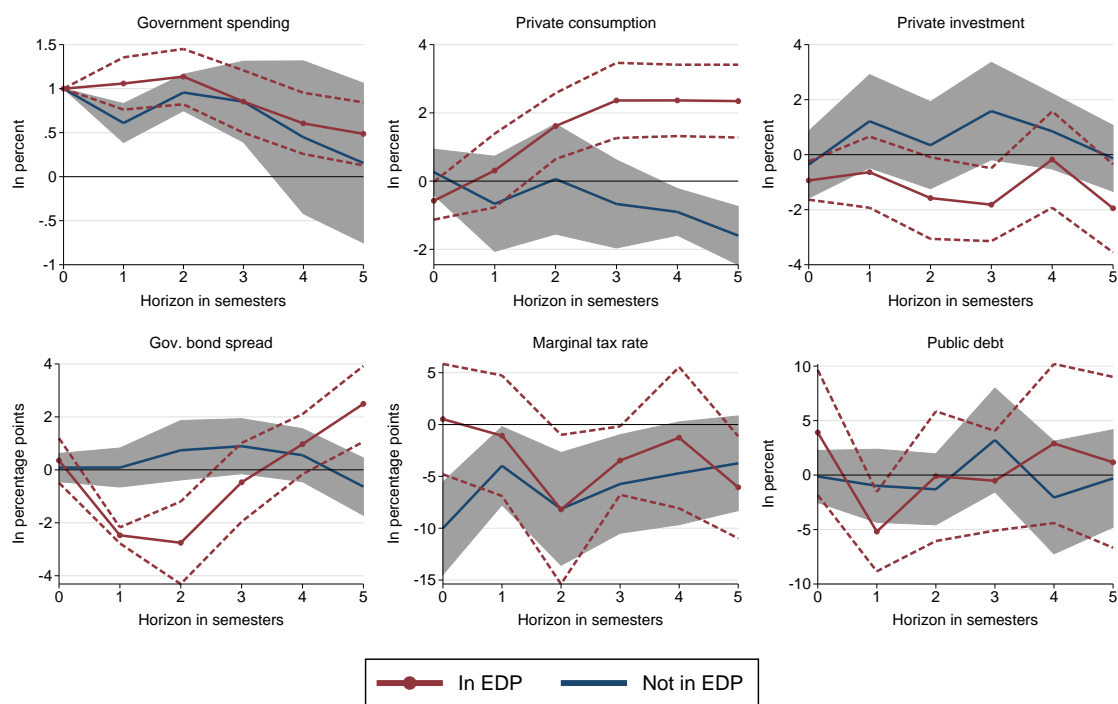 Government spending
In percent
1.5
1
.5
0
-1
0 1 2 3 4 5
Horizon in semesters
Private consumption
In percent
4
2
0
-2
0 1 2 3 4 5
Horizon in semesters
Private investment
In percent
4
2
0
-2
-4
0 1 2 3 4 5
Horizon in semesters
Gov. bond spread
In percentage points
4
2
0
-2
-4
0 1 2 3 4 5
Horizon in semesters
Marginal tax rate
In percentage points
5
0
-5
-10
-15
0 1 2 3 4 5
Horizon in semesters
Public debt
In percent
10
5
0
-5
-10
0 1 2 3 4 5
Horizon in semesters
In EDP Not in EDP